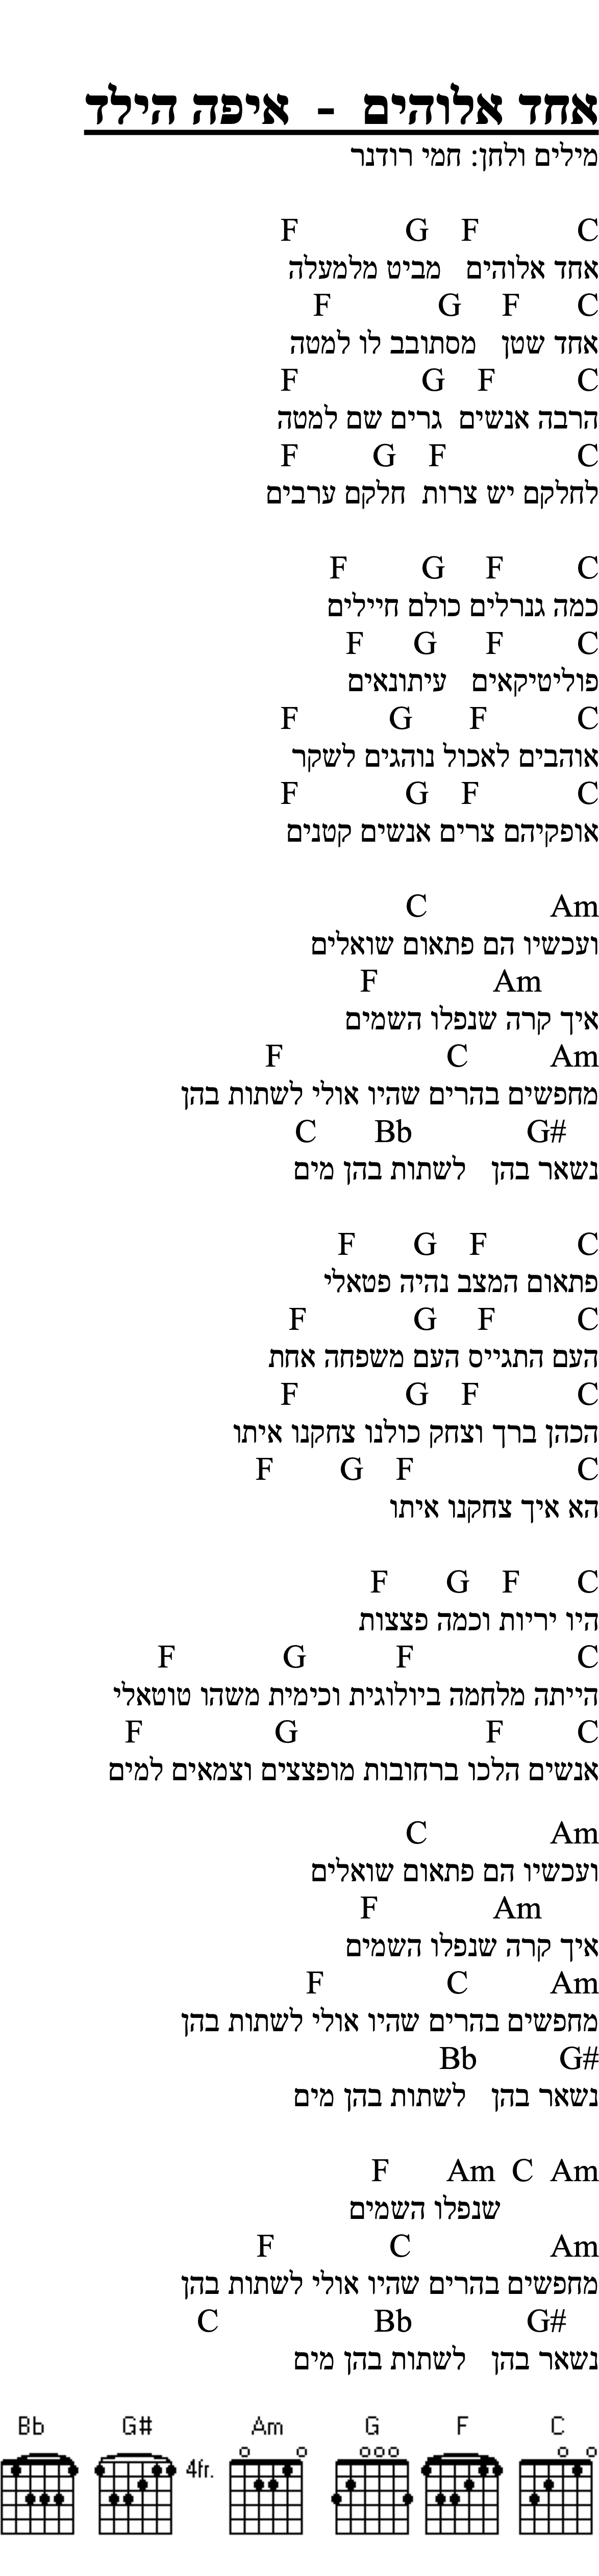 אחד אלוהים - איפה הילד
מילים ולחן: חמי רודנר
F G F C
אחד אלוהים מביט מלמעלה
F G F C
אחד שטן מסתובב לו למטה
F G F C
הרבה אנשים גרים שם למטה
F G F C
לחלקם יש צרות חלקם ערבים
F G F C
כמה גנרלים כולם חיילים
F G F C
פוליטיקאים עיתונאים
F G F C
אוהבים לאכול נוהגים לשקר
F G F C
אופקיהם צרים אנשים קטנים
C Am
ועכשיו הם פתאום שואלים
F Am
איך קרה שנפלו השמים
F C Am
מחפשים בהרים שהיו אולי לשתות בהן
C Bb G#
נשאר בהן לשתות בהן מים
F G F C
פתאום המצב נהיה פטאלי
F G F C
העם התגייס העם משפחה אחת
F G F C
הכהן ברך וצחק כולנו צחקנו איתו
F G F C
הא איך צחקנו איתו
F G F C
היו יריות וכמה פצצות
F G F C
הייתה מלחמה ביולוגית וכימית משהו טוטאלי
F G F C
אנשים הלכו ברחובות מופצצים וצמאים למים
C Am
ועכשיו הם פתאום שואלים
F Am
איך קרה שנפלו השמים
F C Am
מחפשים בהרים שהיו אולי לשתות בהן
Bb G#
נשאר בהן לשתות בהן מים
F Am C Am
שנפלו השמים
F C Am
מחפשים בהרים שהיו אולי לשתות בהן
C Bb G#
נשאר בהן לשתות בהן מים
Bb G# Am G F C
4fr.